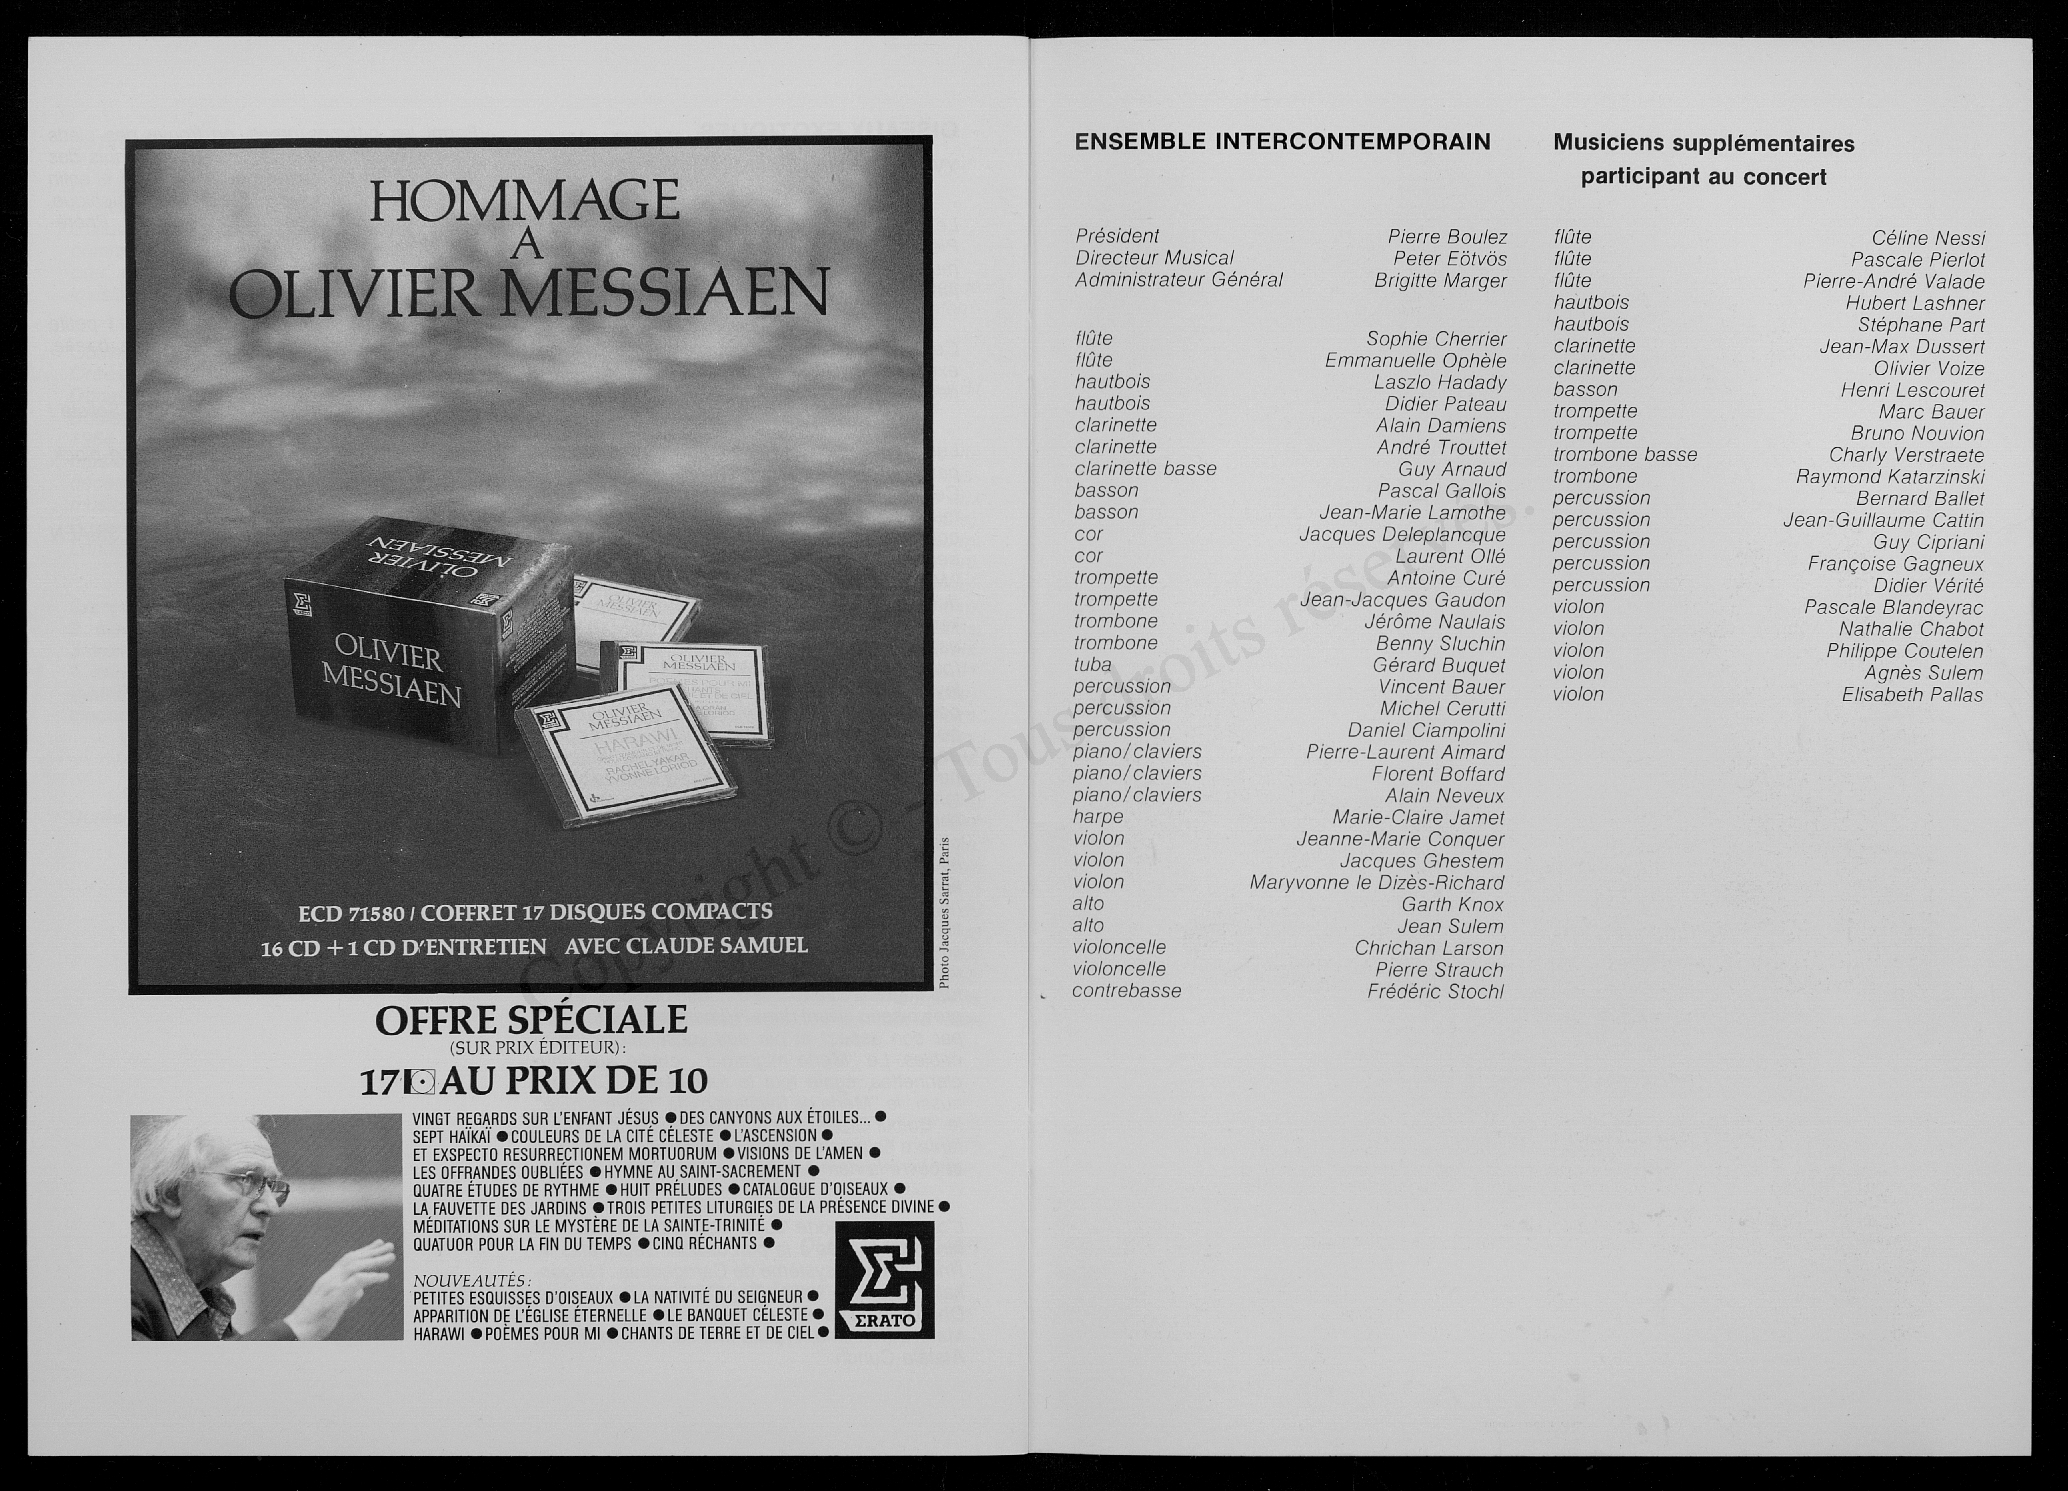 HOMMAGE
A
OLIVIER MESSIAEN
OLIVIER
MESSIAEN
OLIVIER
MESSIAEN
OLIVIER
MESSIAEN
OLIVIER
MESSIAEN
OLIVIER
MESSIAEN
HARAWI
RACHEL YAKAR
YVONNE LORIOD
ECD 71580 / COFFRET 17 DISQUES COMPACTS
16 CD + 1 CD D'ENTRETIEN AVEC CLAUDE SAMUEL
Photo Jacques Sarrat, Paris
OFFRE SPÉCIALE
(SUR PRIX ÉDITEUR) :
17 AU PRIX DE 10
VINGT REGARDS SUR L'ENFANT JÉSUS ● DES CANYONS AUX ÉTOILES... ●
SEPT HAÏKAÏ ● COULEURS DE LA CITÉ CÉLESTE ● L'ASCENSION ●
ET EXSPECTO RESURRECTIONEM MORTUORUM ● VISIONS DE L'AMEN ●
LES OFFRANDES OUBLIÉES ● HYMNE AU SAINT-SACREMENT ●
QUATRE ÉTUDES DE RYTHME ● HUIT PRÉLUDES ● CATALOGUE D'OISEAUX ●
LA FAUVETTE DES JARDINS ● TROIS PETITES LITURGIES DE LA PRÉSENCE DIVINE ●
MÉDITATIONS SUR LE MYSTÈRE DE LA SAINTE-TRINITÉ ●
QUATUOR POUR LA FIN DU TEMPS ● CINQ RÉCHANTS ●
NOUVEAUTÉS :
PETITES ESQUISSES D'OISEAUX ● LA NATIVITÉ DU SEIGNEUR ●
APPARITION DE L'ÉGLISE ÉTERNELLE ● LE BANQUET CÉLESTE ●
HARAWI ● POÈMES POUR MI ● CHANTS DE TERRE ET DE CIEL ●
ERATO
Copyright © - Tous droits réservés.
ENSEMBLE INTERCONTEMPORAIN
Président Pierre Boulez
Directeur Musical Peter Eötvös
Administrateur Général Brigitte Marger
flûte Sophie Cherrier
flûte Emmanuelle Ophèle
hautbois Laszlo Hadady
hautbois Didier Pateau
clarinette Alain Damiens
clarinette André Trouttet
clarinette basse Guy Arnaud
basson Pascal Gallois
basson Jean-Marie Lamothe
cor Jacques Deleplancque
cor Laurent Ollé
trompette Antoine Curé
trompette Jean-Jacques Gaudon
trombone Jérôme Naulais
trombone Benny Sluchin
tuba Gérard Buquet
percussion Vincent Bauer
percussion Michel Cerutti
percussion Daniel Ciampolini
piano/claviers Pierre-Laurent Aimard
piano/claviers Florent Boffard
piano/claviers Alain Neveux
harpe Marie-Claire Jamet
violon Jeanne-Marie Conquer
violon Jacques Ghestem
violon Maryvonne le Dizès-Richard
alto Garth Knox
alto Jean Sulem
violoncelle Chrichan Larson
violoncelle Pierre Strauch
contrebasse Frédéric Stochl
Musiciens supplémentaires
participant au concert
flûte Céline Nessi
flûte Pascale Pierlot
flûte Pierre-André Valade
hautbois Hubert Lashner
hautbois Stéphane Part
clarinette Jean-Max Dussert
clarinette Olivier Voize
basson Henri Lescouret
trompette Marc Bauer
trompette Bruno Nouvion
trombone basse Charly Verstraete
trombone Raymond Katarzinski
percussion Bernard Ballet
percussion Jean-Guillaume Cattin
percussion Guy Cipriani
percussion Françoise Gagneux
percussion Didier Vérité
violon Pascale Blandeyrac
violon Nathalie Chabot
violon Philippe Coutelen
violon Agnès Sulem
violon Elisabeth Pallas